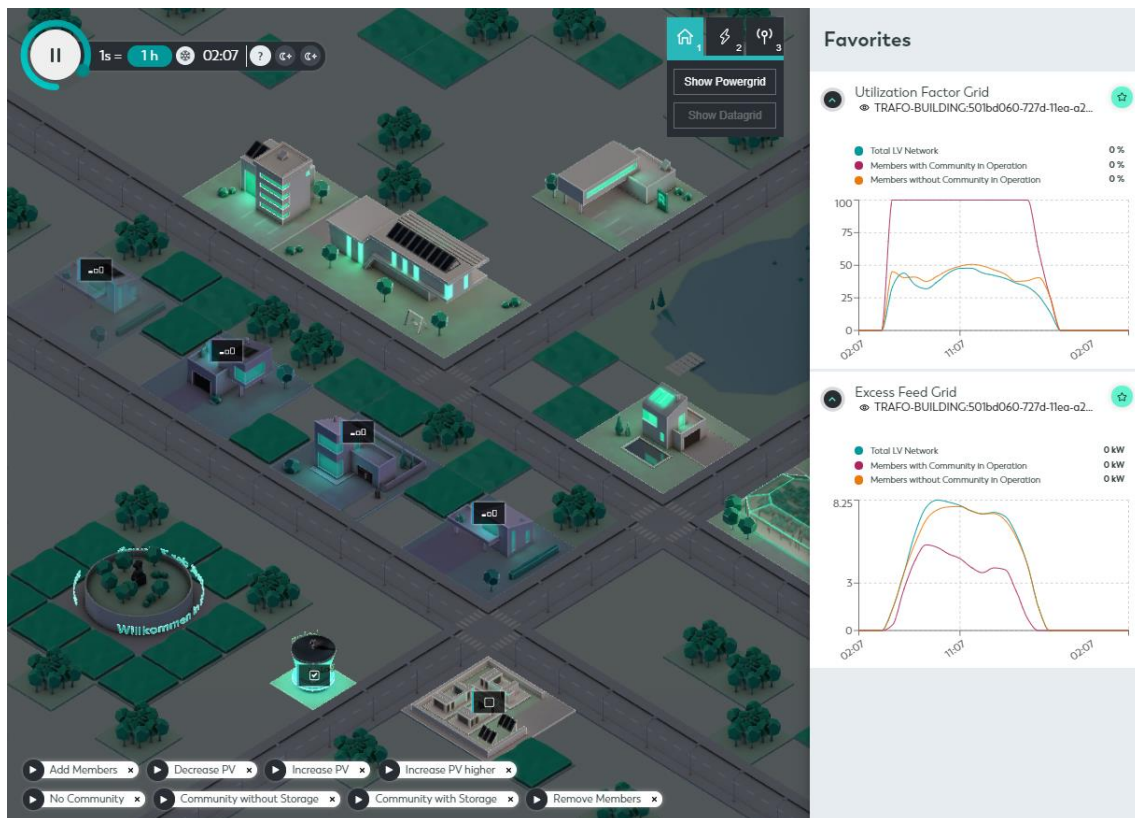 1s = 1 h 02:07 ?
1 2 3
Show Powergrid
Show Datagrid
Willkommen
Add Members × Decrease PV × Increase PV × Increase PV higher ×
No Community × Community without Storage × Community with Storage × Remove Members ×
Favorites
Utilization Factor Grid
TRAFO-BUILDING:501bd060-727d-11ea-a2...
Total LV Network 0 %
Members with Community in Operation 0 %
Members without Community in Operation 0 %
100
75
50
25
0
02:07 11:07 02:07
Excess Feed Grid
TRAFO-BUILDING:501bd060-727d-11ea-a2...
Total LV Network 0 kW
Members with Community in Operation 0 kW
Members without Community in Operation 0 kW
8.25
3
0
02:07 11:07 02:07